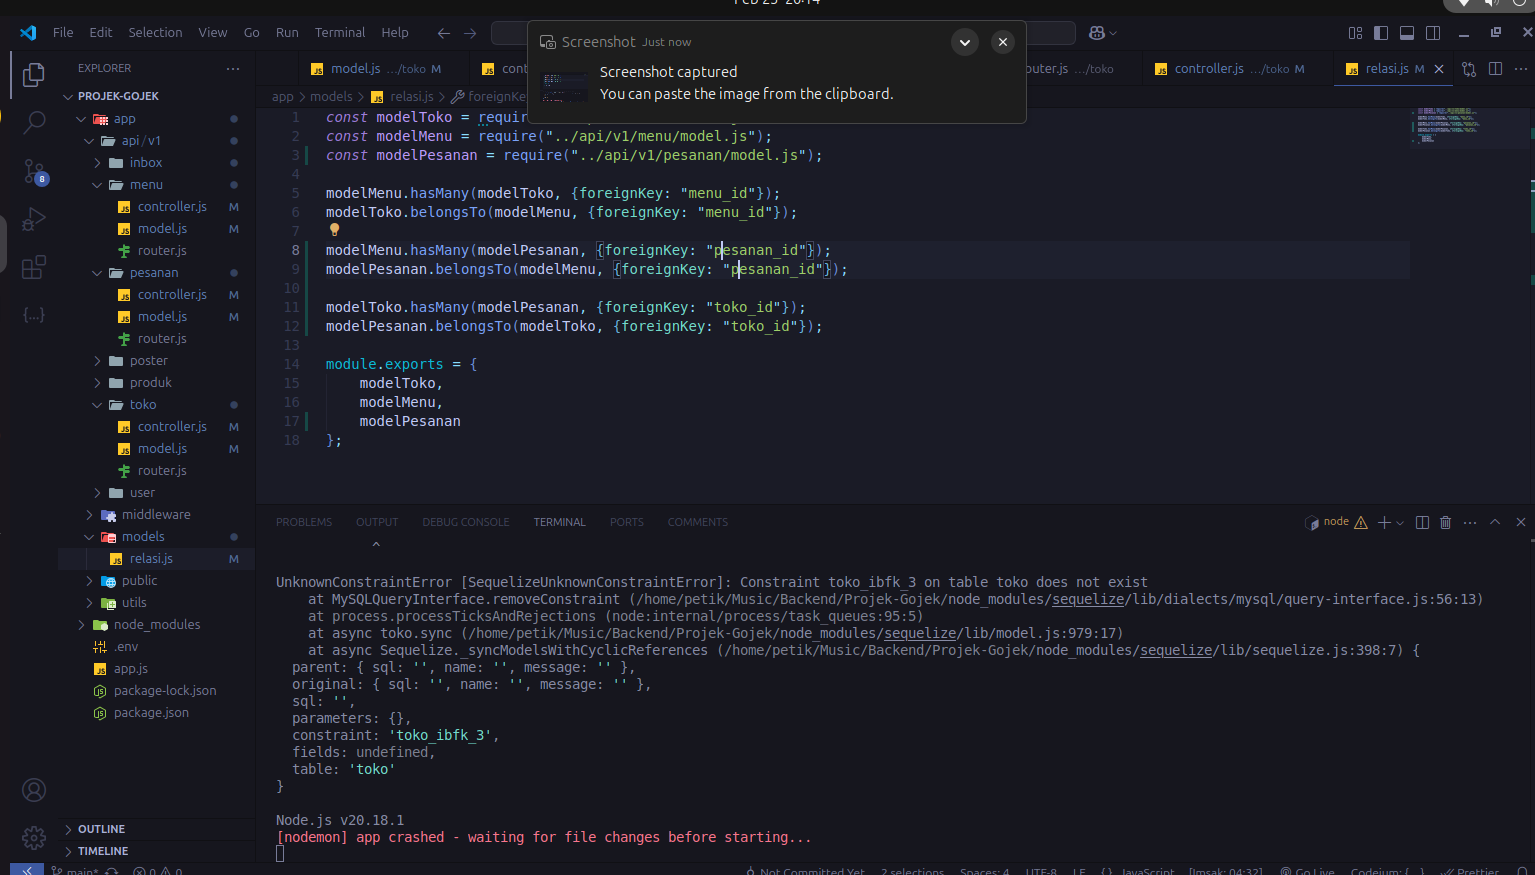 File Edit Selection View Go Run Terminal Help
Screenshot Just now
Screenshot captured
You can paste the image from the clipboard.
EXPLORER
PROJEK-GOJEK
app
api/v1
inbox
menu
controller.js M
model.js M
router.js
pesanan
controller.js M
model.js M
router.js
poster
produk
toko
controller.js M
model.js M
router.js
user
middleware
models
relasi.js M
public
utils
node_modules
.env
app.js
package-lock.json
package.json
OUTLINE
TIMELINE
8
model.js .../toko M
controller.js .../toko M
relasi.js M
app > models > relasi.js >
1 const modelToko =
2 const modelMenu = require("../api/v1/menu/model.js");
3 const modelPesanan = require("../api/v1/pesanan/model.js");
4
5 modelMenu.hasMany(modelToko, {foreignKey: "menu_id"});
6 modelToko.belongsTo(modelMenu, {foreignKey: "menu_id"});
7
8 modelMenu.hasMany(modelPesanan, {foreignKey: "pesanan_id"});
9 modelPesanan.belongsTo(modelMenu, {foreignKey: "pesanan_id"});
10
11 modelToko.hasMany(modelPesanan, {foreignKey: "toko_id"});
12 modelPesanan.belongsTo(modelToko, {foreignKey: "toko_id"});
13
14 module.exports = {
15 modelToko,
16 modelMenu,
17 modelPesanan
18 };
PROBLEMS OUTPUT DEBUG CONSOLE TERMINAL PORTS COMMENTS
node
^
UnknownConstraintError [SequelizeUnknownConstraintError]: Constraint toko_ibfk_3 on table toko does not exist
at MySQLQueryInterface.removeConstraint (/home/petik/Music/Backend/Projek-Gojek/node_modules/sequelize/lib/dialects/mysql/query-interface.js:56:13)
at process.processTicksAndRejections (node:internal/process/task_queues:95:5)
at async toko.sync (/home/petik/Music/Backend/Projek-Gojek/node_modules/sequelize/lib/model.js:979:17)
at async Sequelize._syncModelsWithCyclicReferences (/home/petik/Music/Backend/Projek-Gojek/node_modules/sequelize/lib/sequelize.js:398:7) {
parent: { sql: '', name: '', message: '' },
original: { sql: '', name: '', message: '' },
sql: '',
parameters: {},
constraint: 'toko_ibfk_3',
fields: undefined,
table: 'toko'
}
Node.js v20.18.1
[nodemon] app crashed - waiting for file changes before starting...
main* 0 0 Not Committed Yet 2 selections Spaces: 4 UTF-8 LF {} JavaScript [Imsak: 04:32] Go Live Codeium: {...} Prettier